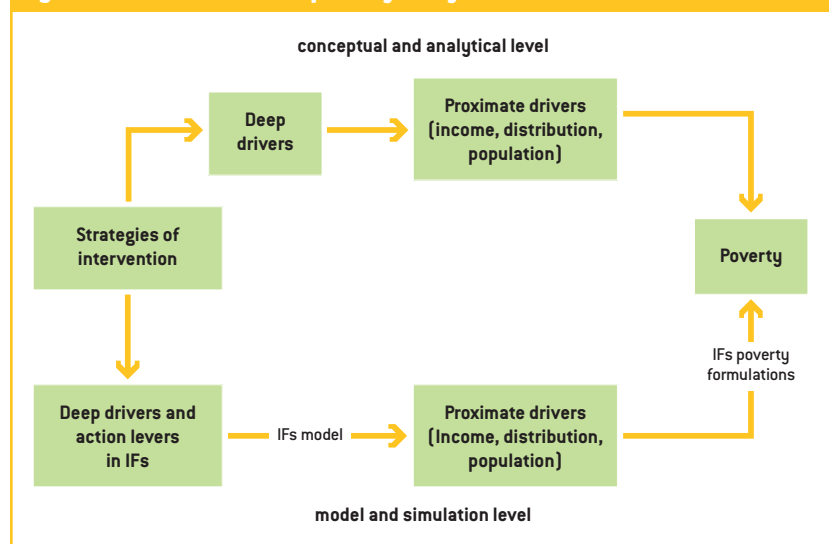 conceptual and analytical level
Deep
drivers
Proximate drivers
(income, distribution,
population)
Strategies of
intervention
Poverty
IFs poverty
formulations
Deep drivers and
action levers
in IFs
IFs model
Proximate drivers
(Income, distribution,
population)
model and simulation level